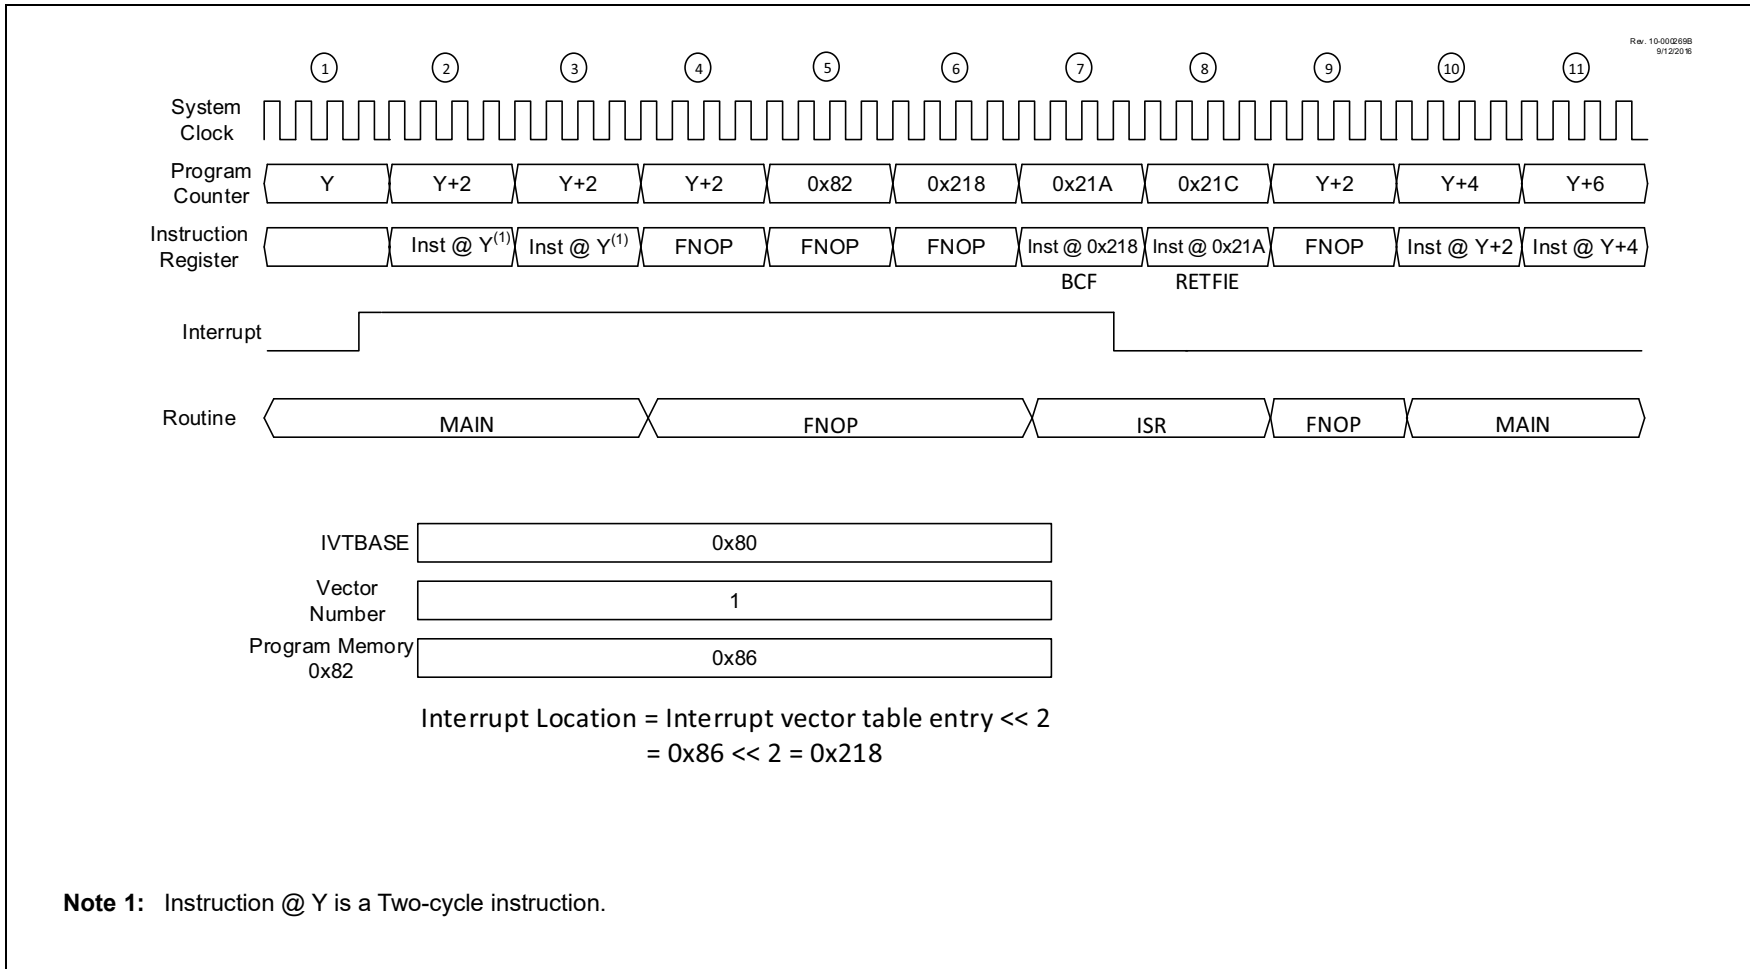 Rev. 10-000269B
9/12/2016
1 2 3 4 5 6 7 8 9 10 11
System
Clock
Program
Counter
Y Y+2 Y+2 Y+2 0x82 0x218 0x21A 0x21C Y+2 Y+4 Y+6
Instruction
Register
Inst @ Y(1) Inst @ Y(1) FNOP FNOP FNOP Inst @ 0x218 Inst @ 0x21A FNOP Inst @ Y+2 Inst @ Y+4
BCF RETFIE
Interrupt
Routine MAIN FNOP ISR FNOP MAIN
IVTBASE 0x80
Vector
Number
1
Program Memory
0x82
0x86
Interrupt Location = Interrupt vector table entry << 2
= 0x86 << 2 = 0x218
Note 1: Instruction @ Y is a Two-cycle instruction.